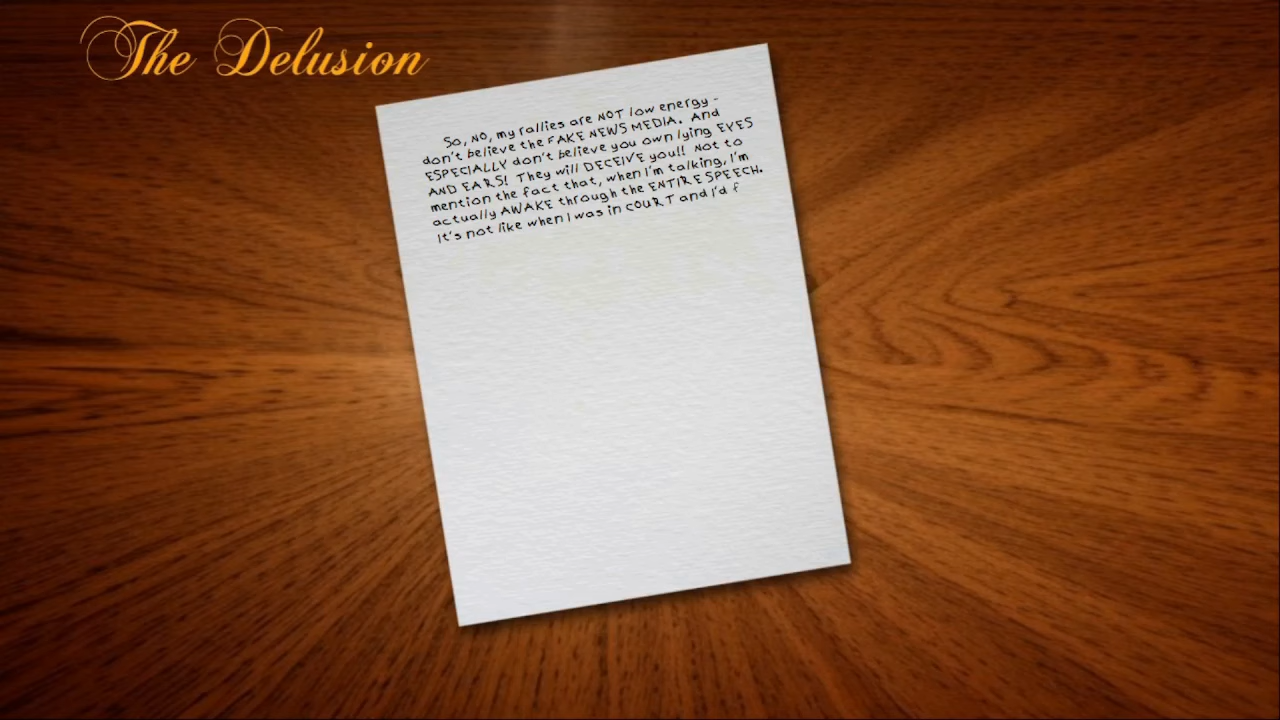 The Delusion
So, NO, my rallies are NOT low energy -
don't believe the FAKE NEWS MEDIA. And
ESPECIALLY don't believe you own lying EYES
AND EARS! They will DECEIVE you!! Not to
mention the fact that, when I'm talking, I'm
actually AWAKE through the ENTIRE SPEECH.
It's not like when I was in COURT and I'd f